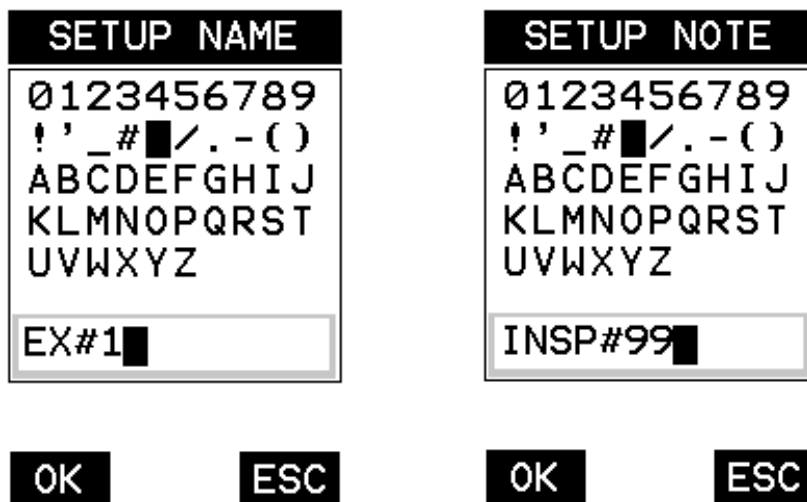 SETUP NAME
0123456789
!'_# /.-()
ABCDEFGHIJ
KLMNOPQRST
UVWXYZ
EX#1
OK ESC
SETUP NOTE
0123456789
!'_# /.-()
ABCDEFGHIJ
KLMNOPQRST
UVWXYZ
INSP#99
OK ESC